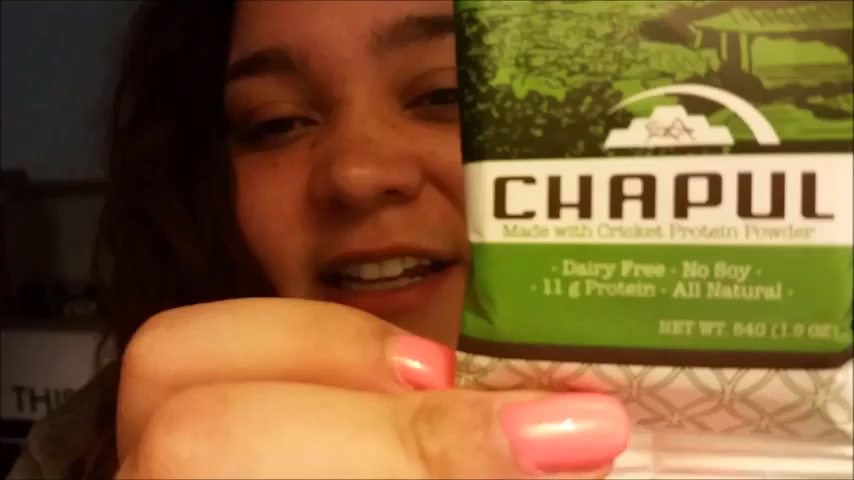 CHAPUL
Made with Cricket Protein Powder
· Dairy Free · No Soy ·
· 11 g Protein · All Natural ·
NET WT. 54G (1.9 OZ)
THI